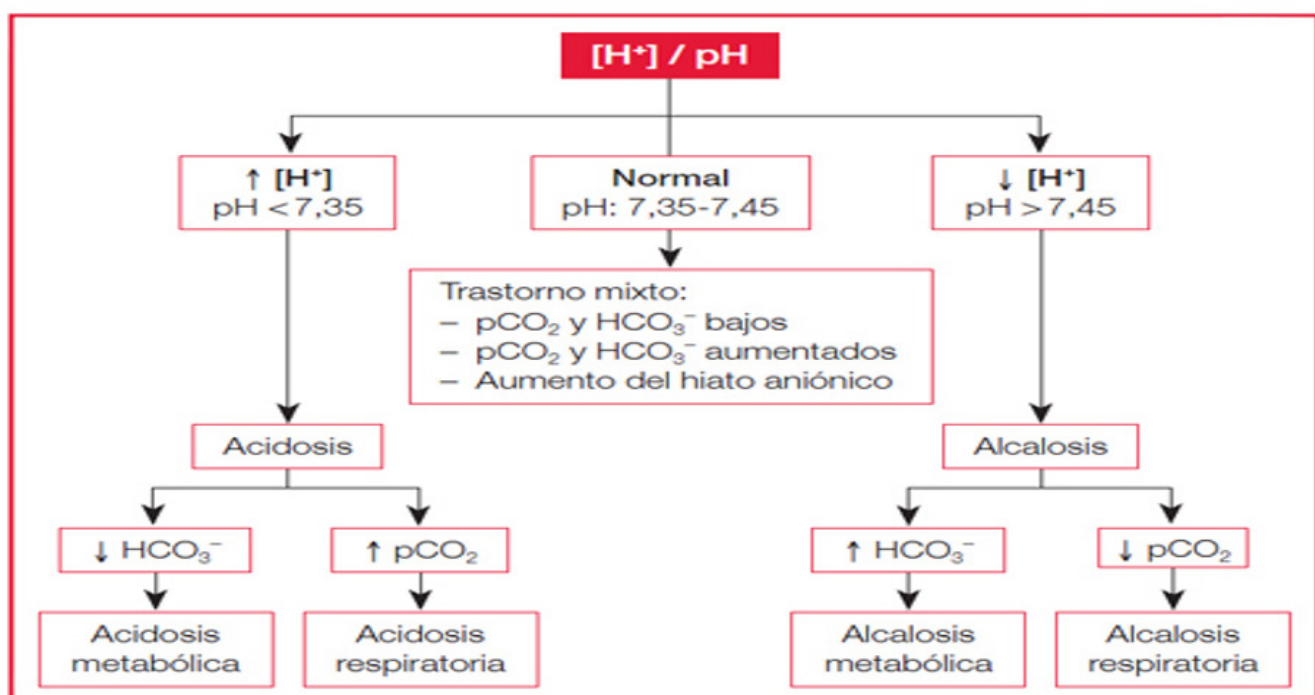 [H⁺] / pH
↑ [H⁺]
pH < 7,35
Normal
pH: 7,35-7,45
↓ [H⁺]
pH > 7,45
Trastorno mixto:
– pCO₂ y HCO₃⁻ bajos
– pCO₂ y HCO₃⁻ aumentados
– Aumento del hiato aniónico
Acidosis
Alcalosis
↓ HCO₃⁻
↑ pCO₂
↑ HCO₃⁻
↓ pCO₂
Acidosis
metabólica
Acidosis
respiratoria
Alcalosis
metabólica
Alcalosis
respiratoria